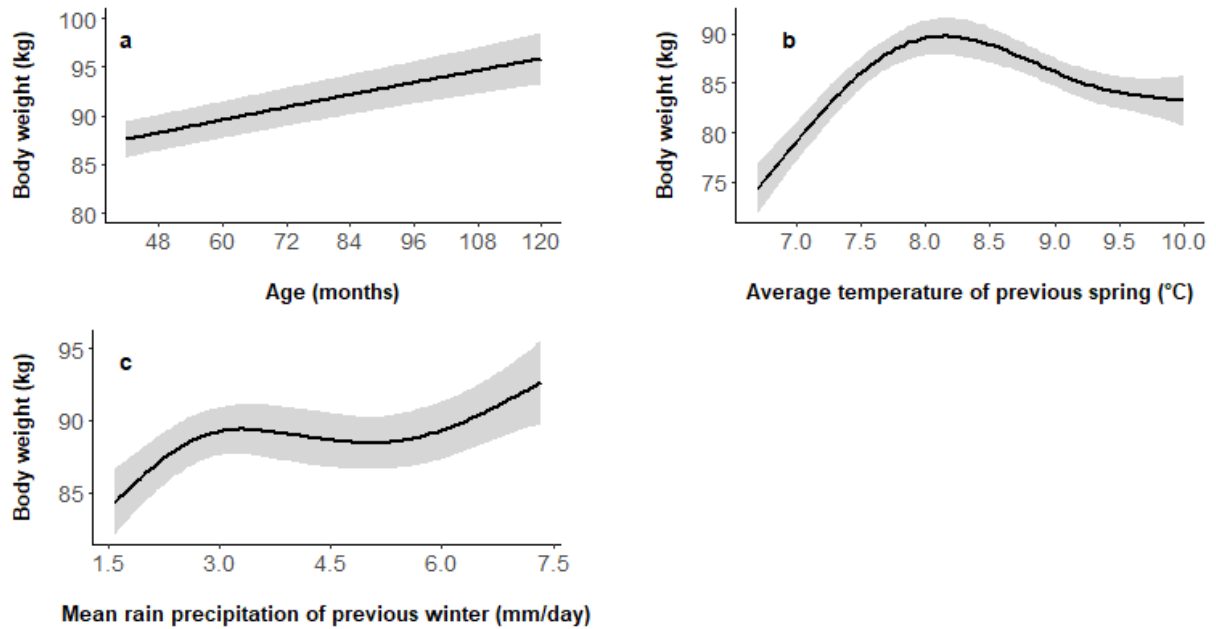 a
Body weight (kg)
100
95
90
85
80
48 60 72 84 96 108 120
Age (months)
b
Body weight (kg)
90
85
80
75
7.0 7.5 8.0 8.5 9.0 9.5 10.0
Average temperature of previous spring (°C)
c
Body weight (kg)
95
90
85
1.5 3.0 4.5 6.0 7.5
Mean rain precipitation of previous winter (mm/day)